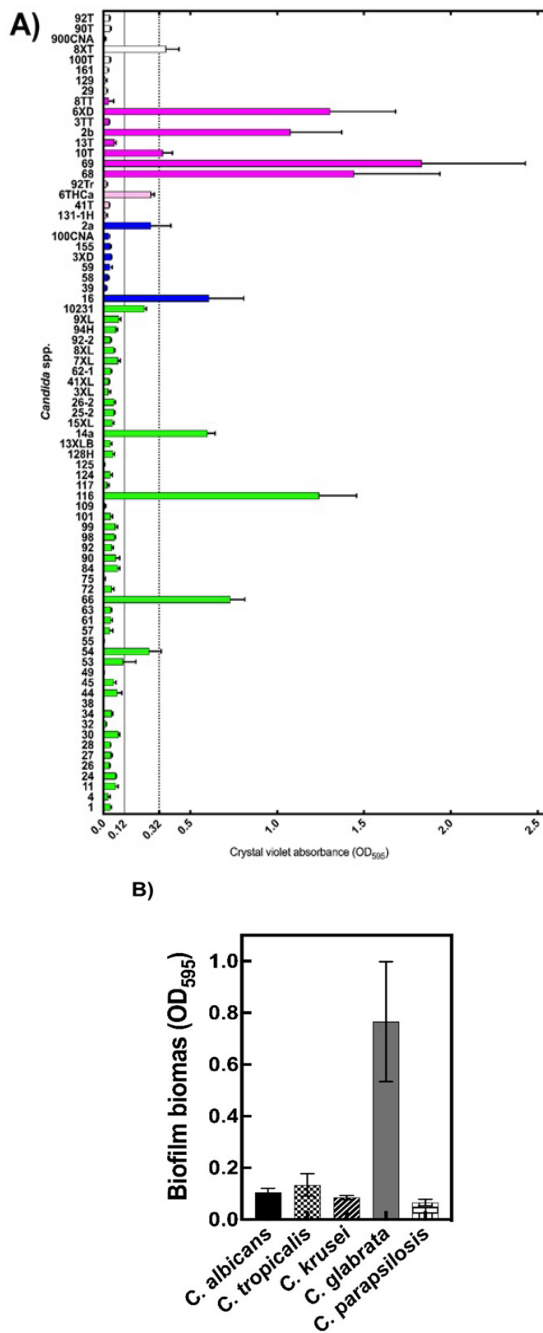 A)
92T
90T
900CNA
8XT
100T
161
129
29
8TT
6XD
3TT
2b
13T
10T
69
68
92Tr
6THCa
41T
131-1H
2a
100CNA
155
3XD
59
58
39
16
10231
9XL
94H
92-2
8XL
7XL
62-1
41XL
3XL
26-2
25-2
15XL
14a
13XLB
128H
125
124
117
116
109
101
99
98
92
90
84
75
72
66
63
61
57
55
54
53
49
45
44
38
34
32
30
28
27
26
24
11
4
1
Candida spp.
0.0 0.12 0.32 0.5 1.0 1.5 2.0 2.5
Crystal violet absorbance (OD595)
B)
Biofilm biomas (OD595)
1.0
0.8
0.6
0.4
0.2
0.0
C. albicans
C. tropicalis
C. krusei
C. glabrata
C. parapsilosis